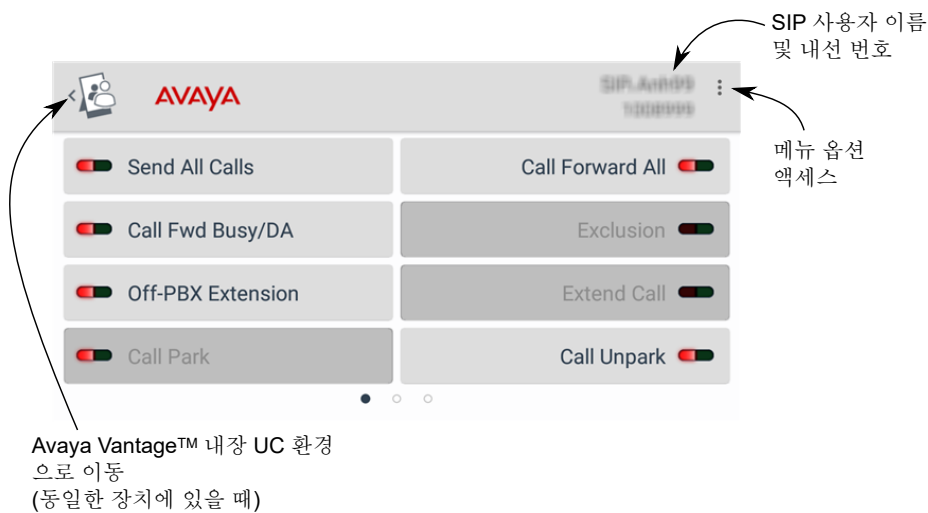 SIP 사용자 이름
및 내선 번호
AVAYA
메뉴 옵션
액세스
Send All Calls
Call Forward All
Call Fwd Busy/DA
Exclusion
Off-PBX Extension
Extend Call
Call Park
Call Unpark
Avaya Vantage™ 내장 UC 환경
으로 이동
(동일한 장치에 있을 때)